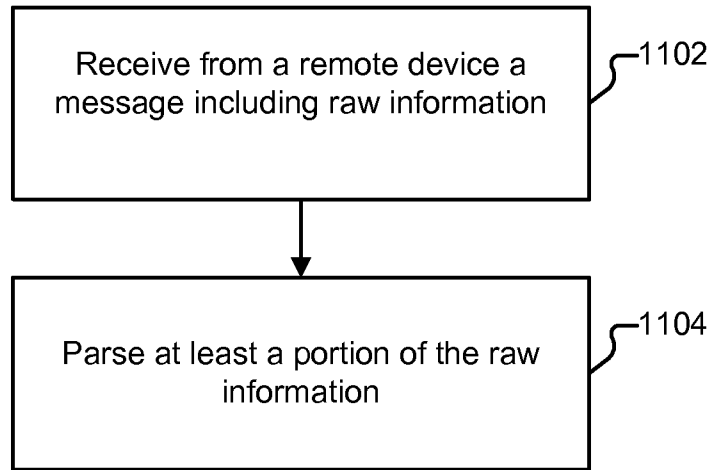 Receive from a remote device a
message including raw information
1102
Parse at least a portion of the raw
information
1104